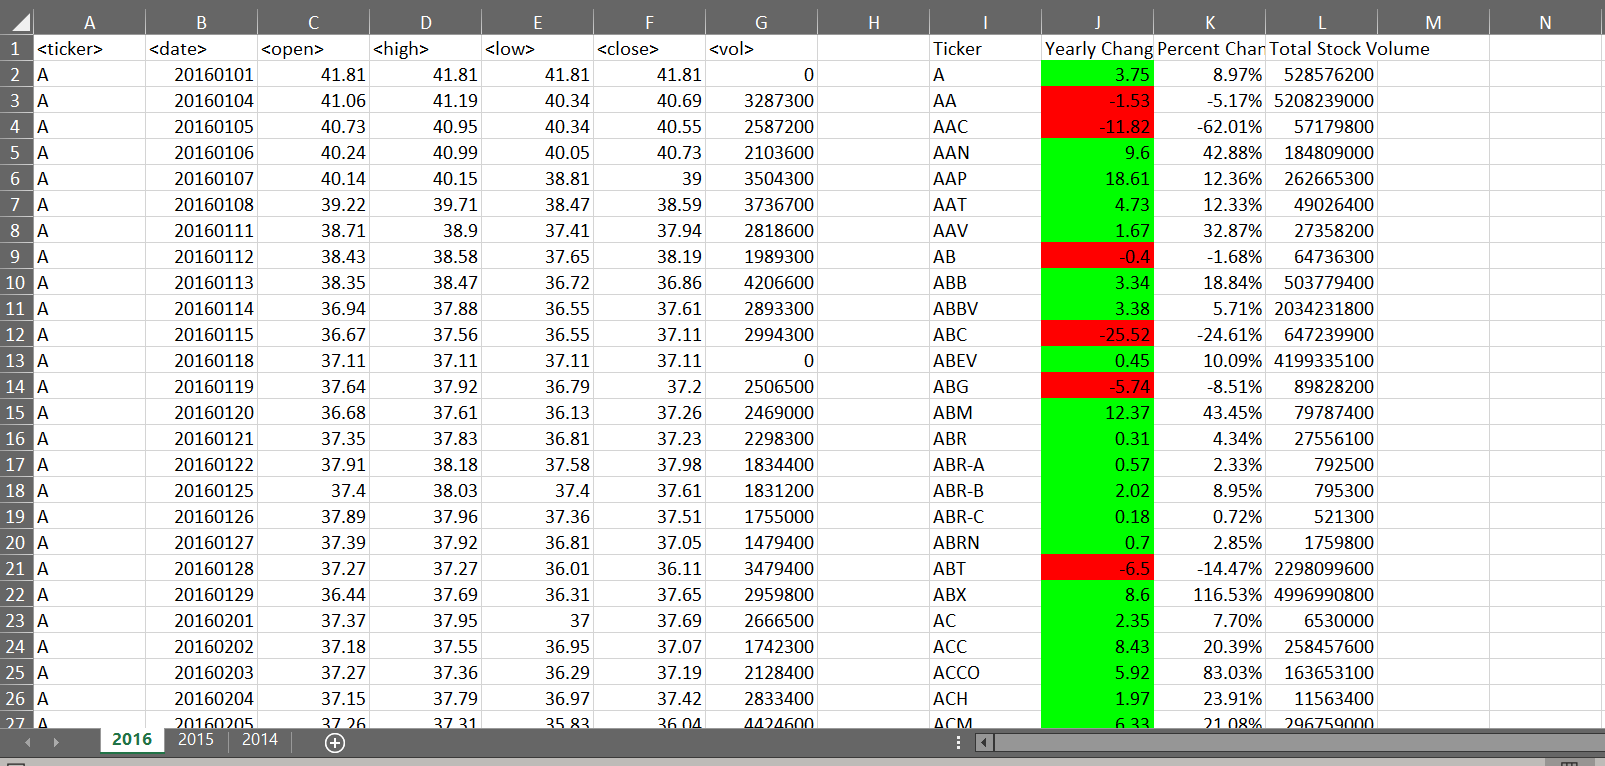 A B C D E F G H I J K L M N
1 <ticker> <date> <open> <high> <low> <close> <vol> Ticker Yearly Chang Percent Char Total Stock Volume
2 A 20160101 41.81 41.81 41.81 41.81 0 A 3.75 8.97% 528576200
3 A 20160104 41.06 41.19 40.34 40.69 3287300 AA -1.53 -5.17% 5208239000
4 A 20160105 40.73 40.95 40.34 40.55 2587200 AAC -11.82 -62.01% 57179800
5 A 20160106 40.24 40.99 40.05 40.73 2103600 AAN 9.6 42.88% 184809000
6 A 20160107 40.14 40.15 38.81 39 3504300 AAP 18.61 12.36% 262665300
7 A 20160108 39.22 39.71 38.47 38.59 3736700 AAT 4.73 12.33% 49026400
8 A 20160111 38.71 38.9 37.41 37.94 2818600 AAV 1.67 32.87% 27358200
9 A 20160112 38.43 38.58 37.65 38.19 1989300 AB -0.4 -1.68% 64736300
10 A 20160113 38.35 38.47 36.72 36.86 4206600 ABB 3.34 18.84% 503779400
11 A 20160114 36.94 37.88 36.55 37.61 2893300 ABBV 3.38 5.71% 2034231800
12 A 20160115 36.67 37.56 36.55 37.11 2994300 ABC -25.52 -24.61% 647239900
13 A 20160118 37.11 37.11 37.11 37.11 0 ABEV 0.45 10.09% 4199335100
14 A 20160119 37.64 37.92 36.79 37.2 2506500 ABG -5.74 -8.51% 89828200
15 A 20160120 36.68 37.61 36.13 37.26 2469000 ABM 12.37 43.45% 79787400
16 A 20160121 37.35 37.83 36.81 37.23 2298300 ABR 0.31 4.34% 27556100
17 A 20160122 37.91 38.18 37.58 37.98 1834400 ABR-A 0.57 2.33% 792500
18 A 20160125 37.4 38.03 37.4 37.61 1831200 ABR-B 2.02 8.95% 795300
19 A 20160126 37.89 37.96 37.36 37.51 1755000 ABR-C 0.18 0.72% 521300
20 A 20160127 37.39 37.92 36.81 37.05 1479400 ABRN 0.7 2.85% 1759800
21 A 20160128 37.27 37.27 36.01 36.11 3479400 ABT -6.5 -14.47% 2298099600
22 A 20160129 36.44 37.69 36.31 37.65 2959800 ABX 8.6 116.53% 4996990800
23 A 20160201 37.37 37.95 37 37.69 2666500 AC 2.35 7.70% 6530000
24 A 20160202 37.18 37.55 36.95 37.07 1742300 ACC 8.43 20.39% 258457600
25 A 20160203 37.27 37.36 36.29 37.19 2128400 ACCO 5.92 83.03% 163653100
26 A 20160204 37.15 37.79 36.97 37.42 2833400 ACH 1.97 23.91% 11563400
27 A 20160205 37.26 37.31 35.83 36.04 4424600 ACM 6.33 21.08% 296759000
2016 2015 2014